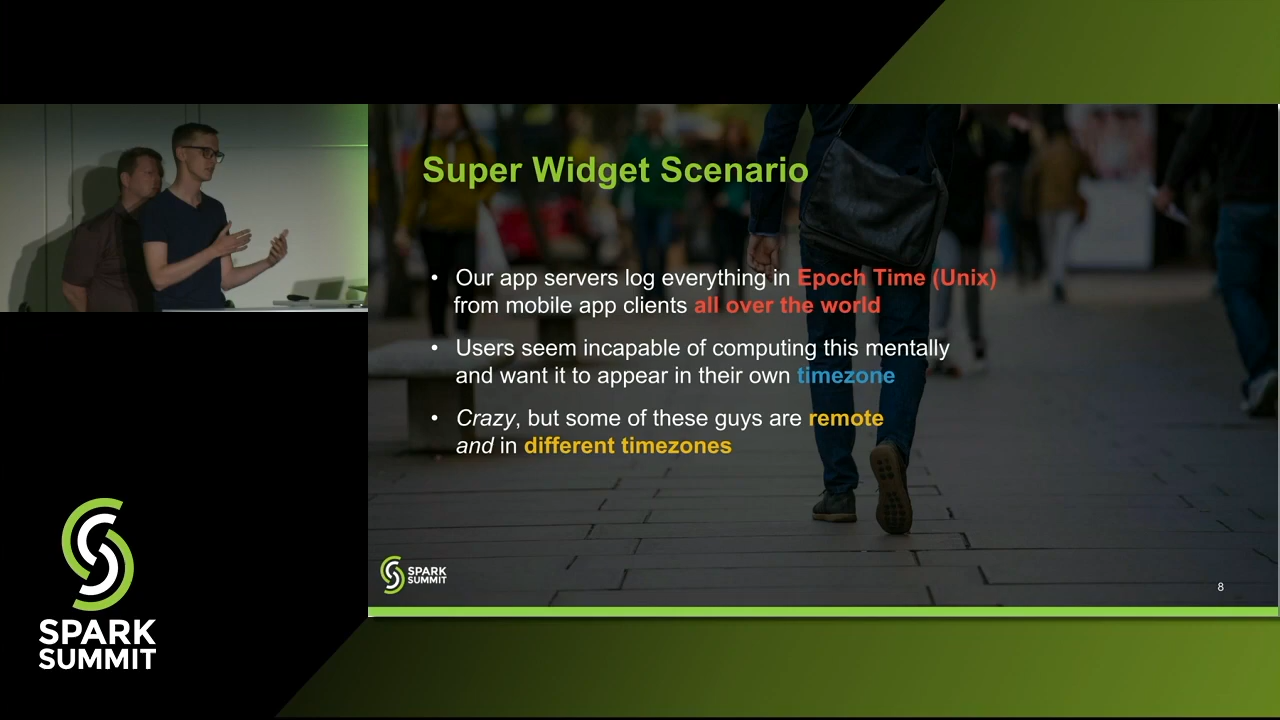 Super Widget Scenario
• Our app servers log everything in Epoch Time (Unix)
from mobile app clients all over the world
• Users seem incapable of computing this mentally
and want it to appear in their own timezone
• Crazy, but some of these guys are remote
and in different timezones
SPARK
SUMMIT
8
SPARK
SUMMIT